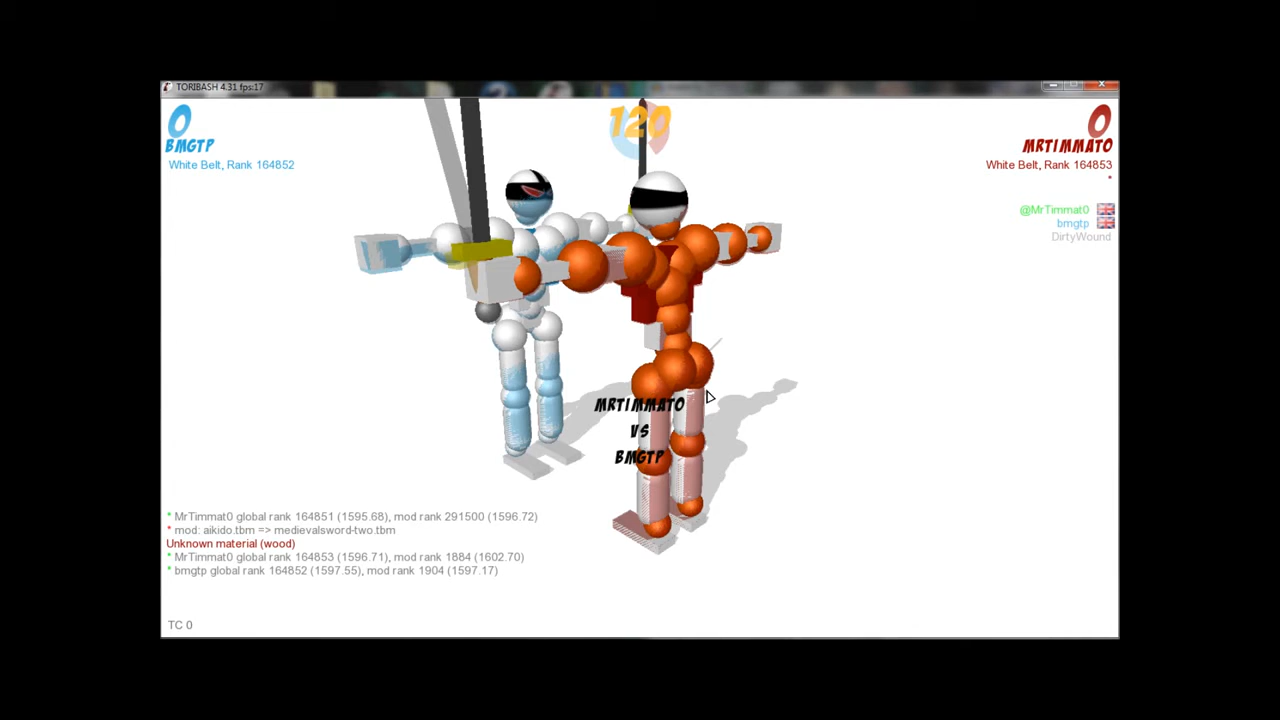 TORIBASH 4.31 fps:17
0
120
0
BMGTP
MRTIMMAT0
White Belt, Rank 164852
White Belt, Rank 164853
*
@MrTimmat0
bmgtp
DirtyWound
MRTIMMAT0
VS
BMGTP
* MrTimmat0 global rank 164851 (1595.68), mod rank 291500 (1596.72)
* mod: aikido.tbm => medievalsword-two.tbm
Unknown material (wood)
* MrTimmat0 global rank 164853 (1596.71), mod rank 1884 (1602.70)
* bmgtp global rank 164852 (1597.55), mod rank 1904 (1597.17)
TC 0